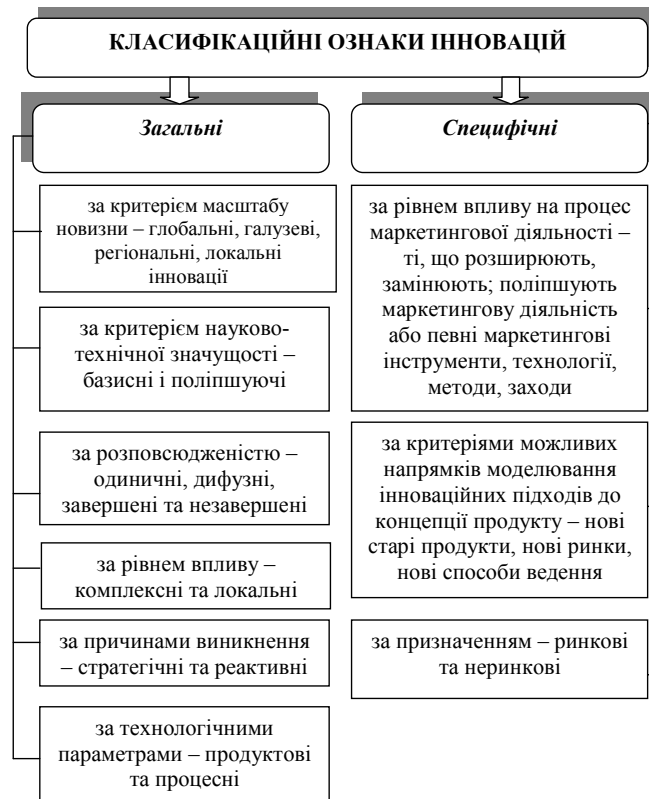 КЛАСИФІКАЦІЙНІ ОЗНАКИ ІННОВАЦІЙ
Загальні
за критерієм масштабу
новизни – глобальні, галузеві,
регіональні, локальні
інновації
за критерієм науково-
технічної значущості –
базисні і поліпшуючі
за розповсюдженістю –
одиничні, дифузні,
завершені та незавершені
за рівнем впливу –
комплексні та локальні
за причинами виникнення
– стратегічні та реактивні
за технологічними
параметрами – продуктові
та процесні
Специфічні
за рівнем впливу на процес
маркетингової діяльності –
ті, що розширюють,
замінюють; поліпшують
маркетингову діяльність
або певні маркетингові
інструменти, технології,
методи, заходи
за критеріями можливих
напрямків моделювання
інноваційних підходів до
концепції продукту – нові
старі продукти, нові ринки,
нові способи ведення
за призначенням – ринкові
та неринкові